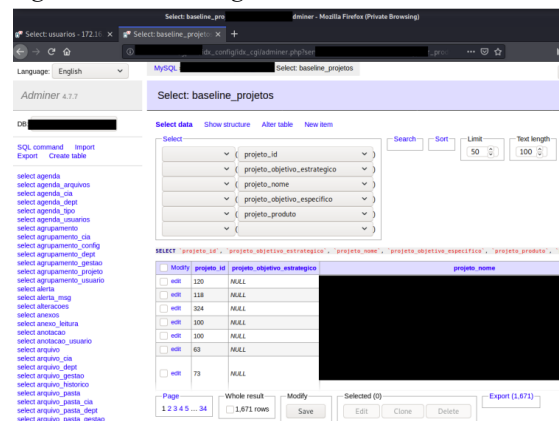 Select: baseline_pro dminer - Mozilla Firefox (Private Browsing)
Select: usuarios - 172.16 × Select: baseline_projeto × +
idx_config/idx_cgi/adminer.php?ser
Language: English
MySQL Select: baseline_projetos
Adminer 4.7.7
Select: baseline_projetos
DB:
Select data Show structure Alter table New item
SQL command Import
Export Create table
Select Search Sort Limit Text length
50 100
( projeto_id )
( projeto_objetivo_estrategico )
( projeto_nome )
( projeto_objetivo_especifico )
( projeto_produto )
( )
select agenda
select agenda_arquivos
select agenda_cia
select agenda_dept
select agenda_tipo
select agenda_usuarios
select agrupamento
select agrupamento_cia
select agrupamento_config
select agrupamento_dept
select agrupamento_gestao
select agrupamento_projeto
select agrupamento_usuario
select alerta
select alerta_msg
select alteracoes
select anexos
select anexo_leitura
select anotacao
select anotacao_usuario
select arquivo
select arquivo_cia
select arquivo_dept
select arquivo_gestao
select arquivo_historico
select arquivo_pasta
select arquivo_pasta_cia
select arquivo_pasta_dept
select arquivo_pasta_gestao
SELECT `projeto_id`, `projeto_objetivo_estrategico`, `projeto_nome`, `projeto_objetivo_especifico`, `projeto_produto`,
Modify projeto_id projeto_objetivo_estrategico projeto_nome
edit 120 NULL
edit 118 NULL
edit 324 NULL
edit 100 NULL
edit 100 NULL
edit 63 NULL
edit 73 NULL
Page Whole result Modify Selected (0) Export (1,671)
1 2 3 4 5 ... 34 1,671 rows Save Edit Clone Delete